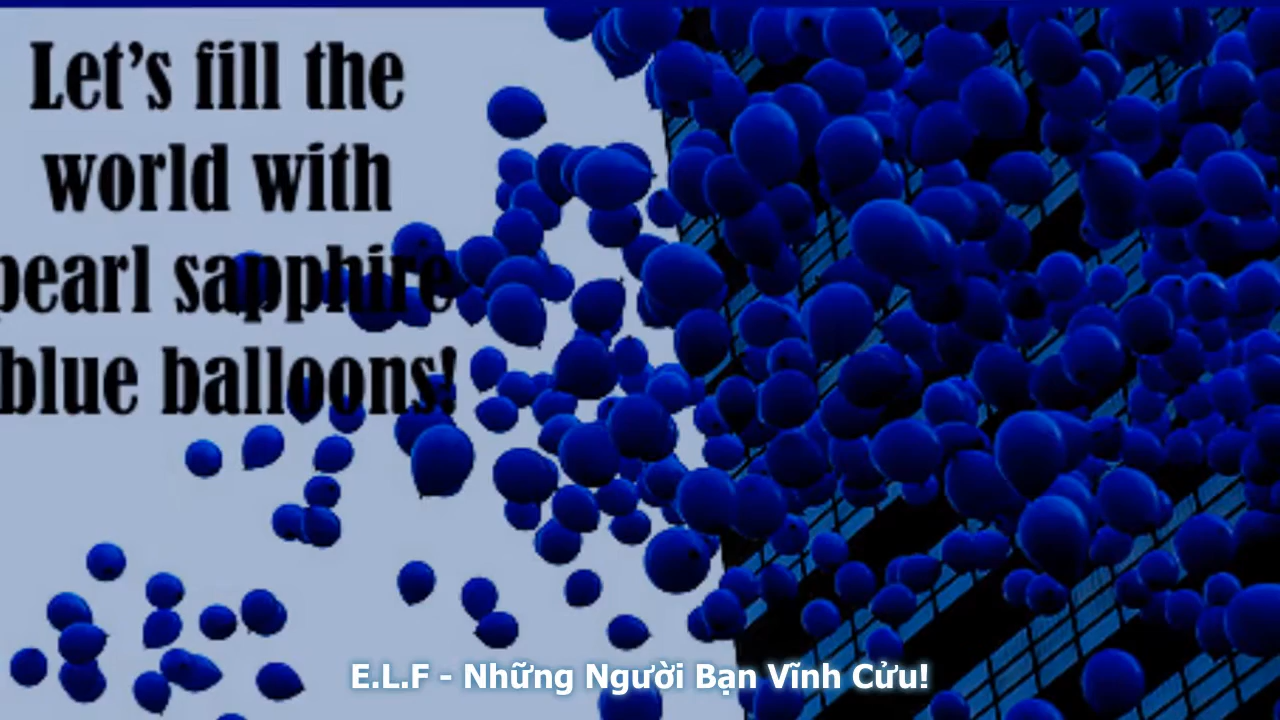 Let's fill the
world with
pearl sapphire
blue balloons!
E.L.F - Những Người Bạn Vĩnh Cửu!